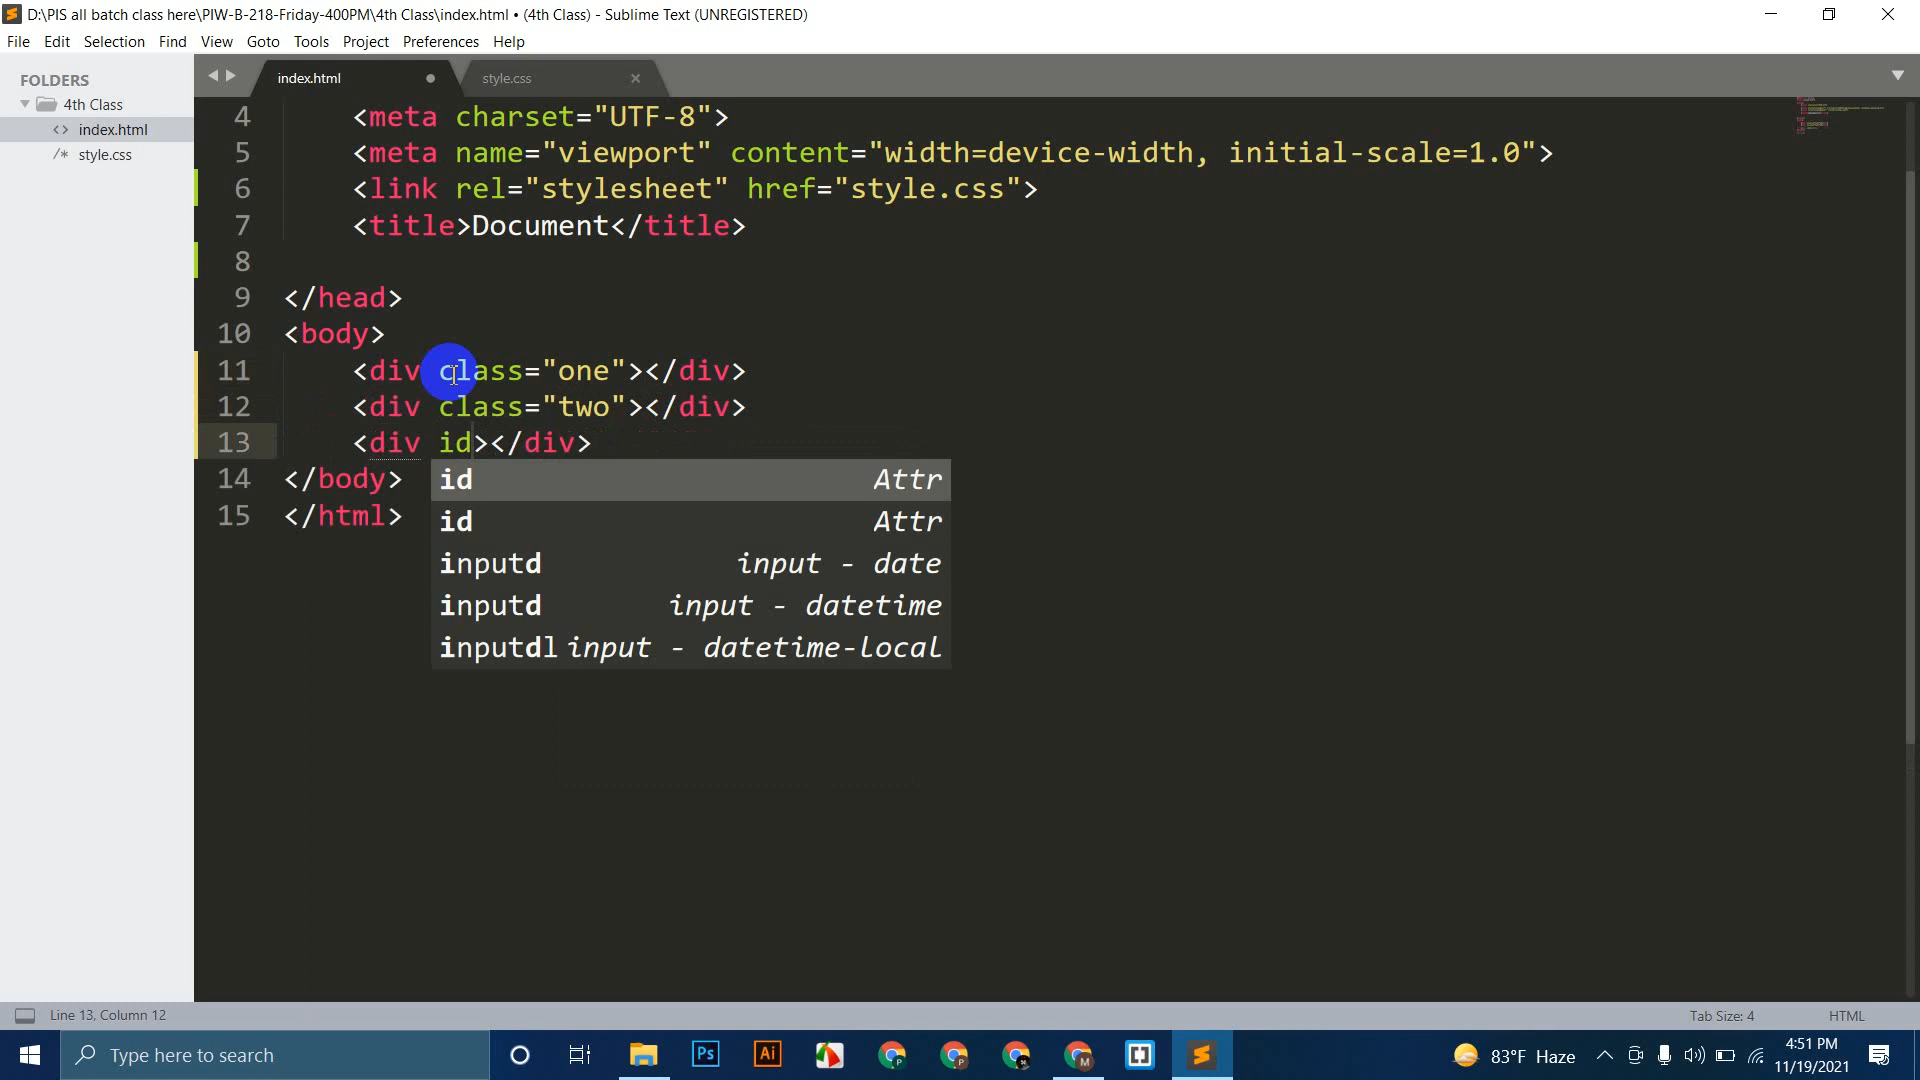 D:\PIS all batch class here\PIW-B-218-Friday-400PM\4th Class\index.html • (4th Class) - Sublime Text (UNREGISTERED)
File Edit Selection Find View Goto Tools Project Preferences Help
FOLDERS
4th Class
<> index.html
/* style.css
index.html
style.css
4 <meta charset="UTF-8">
5 <meta name="viewport" content="width=device-width, initial-scale=1.0">
6 <link rel="stylesheet" href="style.css">
7 <title>Document</title>
8
9 </head>
10 <body>
11 <div class="one"></div>
12 <div class="two"></div>
13 <div id></div>
14 </body>
15 </html>
id Attr
id Attr
inputd input - date
inputd input - datetime
inputdl input - datetime-local
Line 13, Column 12
Tab Size: 4 HTML
Type here to search
Ps
Ai
83°F Haze
4:51 PM
11/19/2021